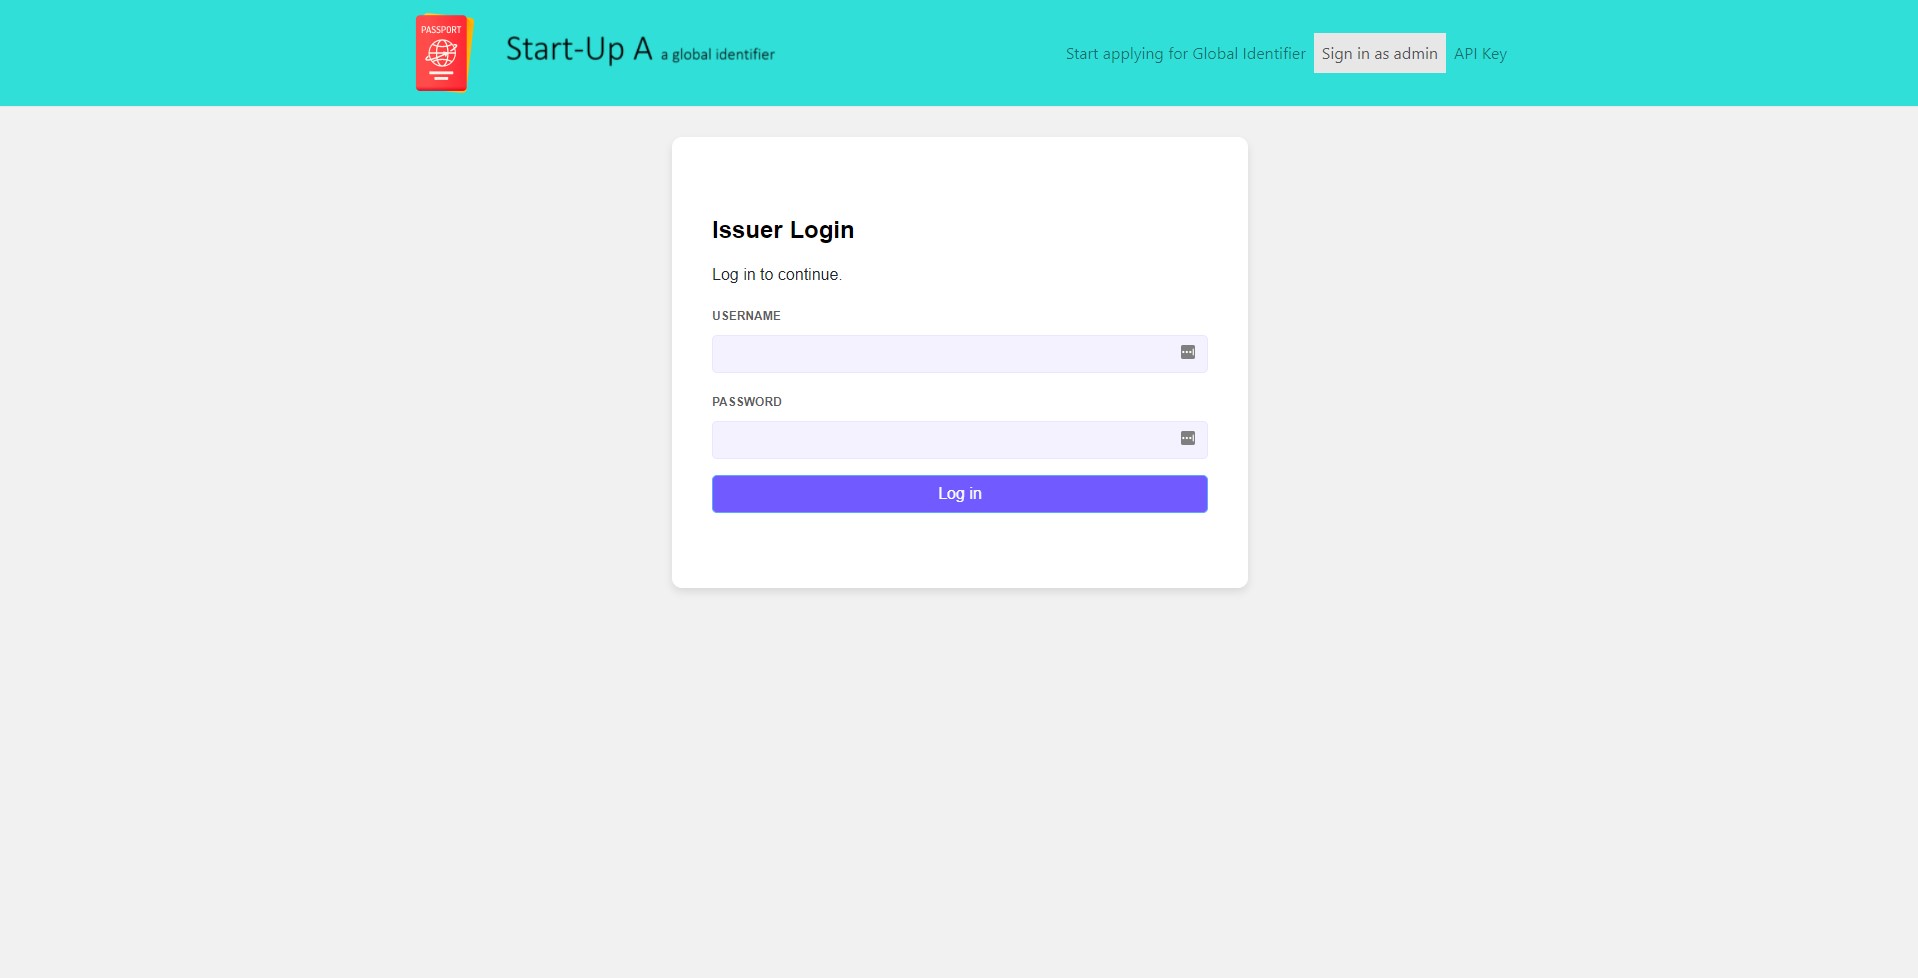 PASSPORT
Start-Up A a global identifier
Start applying for Global Identifier Sign in as admin API Key
Issuer Login
Log in to continue.
USERNAME
PASSWORD
Log in